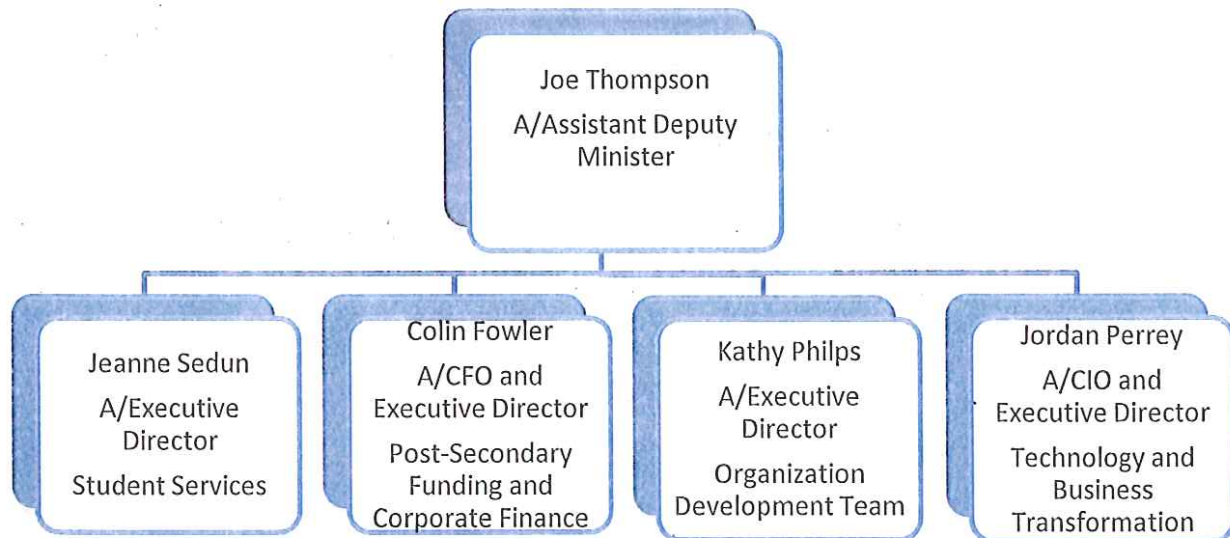 Joe Thompson
A/Assistant Deputy
Minister
Jeanne Sedun
A/Executive
Director
Student Services
Colin Fowler
A/CFO and
Executive Director
Post-Secondary
Funding and
Corporate Finance
Kathy Philps
A/Executive
Director
Organization
Development Team
Jordan Perrey
A/CIO and
Executive Director
Technology and
Business
Transformation